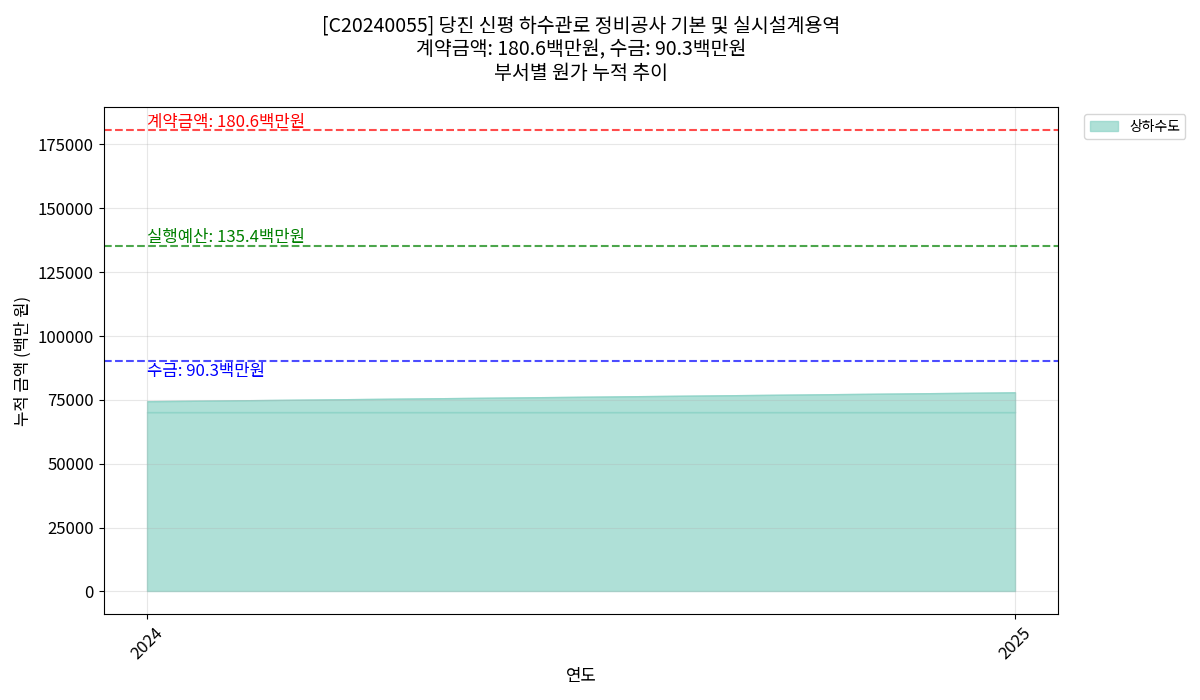 [C20240055] 당진 신평 하수관로 정비공사 기본 및 실시설계용역
계약금액: 180.6백만원, 수금: 90.3백만원
부서별 원가 누적 추이
계약금액: 180.6백만원
상하수도
175000
150000
실행예산: 135.4백만원
125000
100000
수금: 90.3백만원
75000
50000
25000
0
누적 금액 (백만 원)
2024
2025
연도